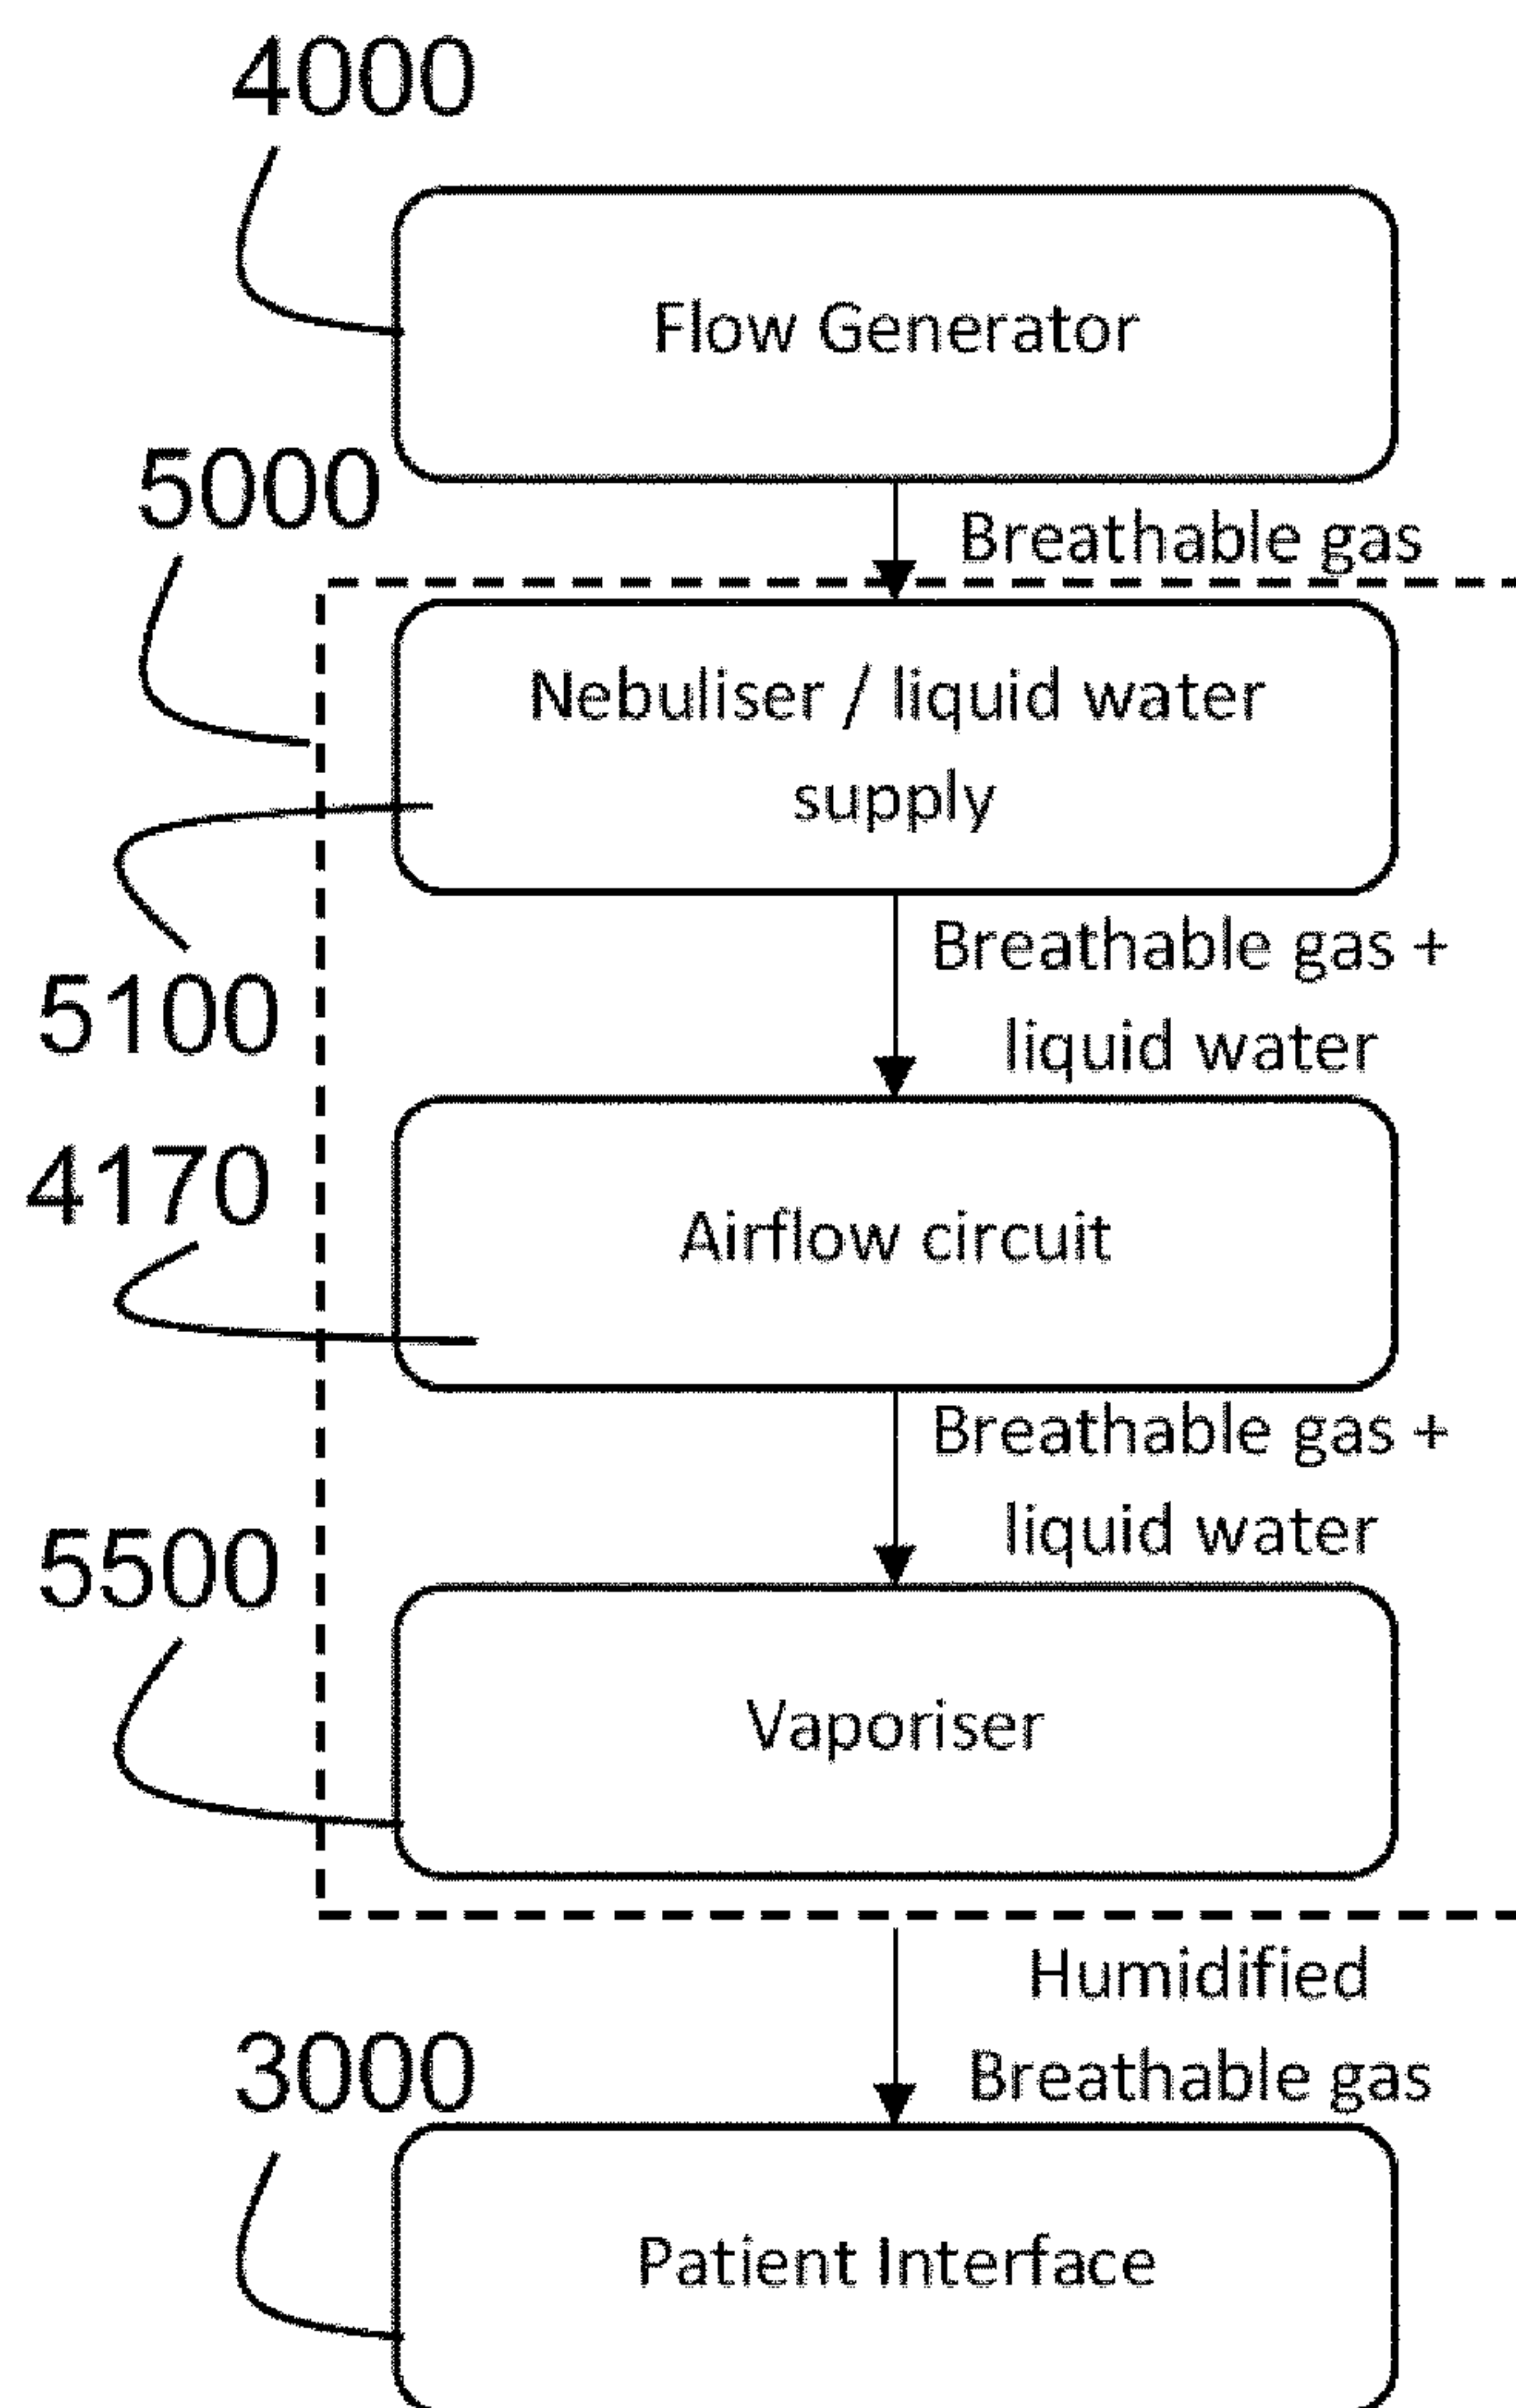 4000
Flow Generator
5000
Breathable gas
Nebuliser / liquid water
supply
5100
Breathable gas +
liquid water
4170
Airflow circuit
Breathable gas +
liquid water
5500
Vaporiser
Humidified
Breathable gas
3000
Patient Interface